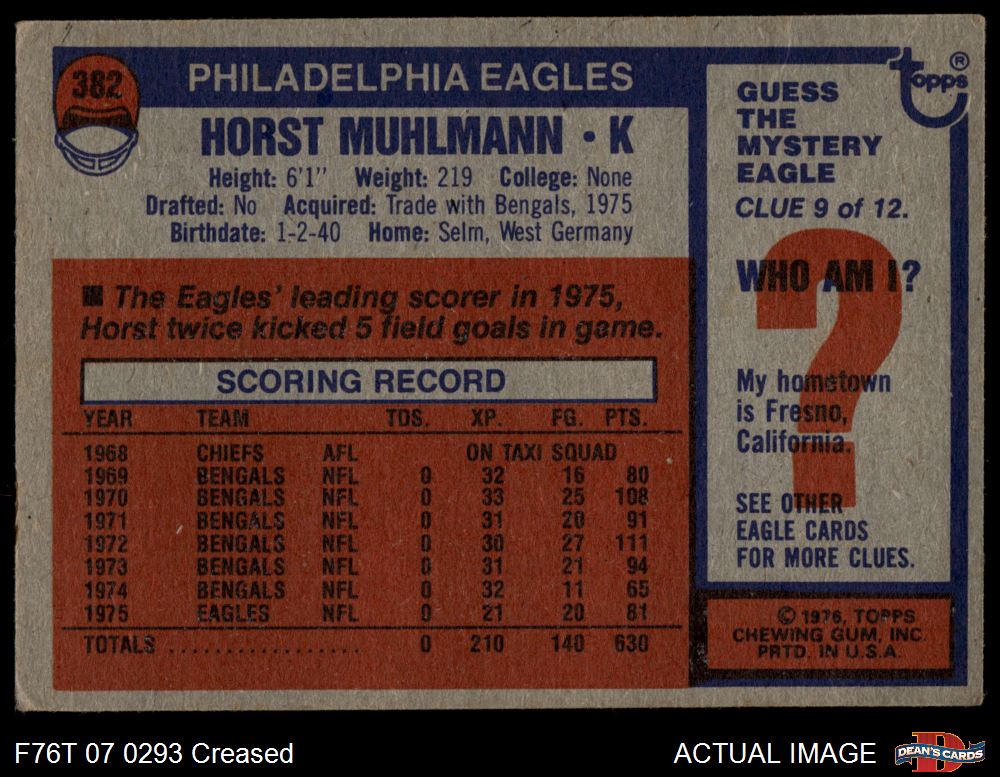 382
PHILADELPHIA EAGLES
HORST MUHLMANN • K
Height: 6'1" Weight: 219 College: None
Drafted: No Acquired: Trade with Bengals, 1975
Birthdate: 1-2-40 Home: Selm, West Germany
The Eagles' leading scorer in 1975,
Horst twice kicked 5 field goals in game.
SCORING RECORD
YEAR TEAM TDS. XP. FG. PTS.
1968 CHIEFS AFL ON TAXI SQUAD
1969 BENGALS NFL 0 32 16 80
1970 BENGALS NFL 0 33 25 108
1971 BENGALS NFL 0 31 20 91
1972 BENGALS NFL 0 30 27 111
1973 BENGALS NFL 0 31 21 94
1974 BENGALS NFL 0 32 11 65
1975 EAGLES NFL 0 21 20 81
TOTALS ................. 0 210 140 630
topps®
GUESS
THE
MYSTERY
EAGLE
CLUE 9 of 12.
WHO AM I?
?
My hometown
is Fresno,
California.
SEE OTHER
EAGLE CARDS
FOR MORE CLUES.
© 1976, TOPPS
CHEWING GUM, INC.
PRTD. IN U.S.A.
F76T 07 0293 Creased
ACTUAL IMAGE
D
DEAN'S CARDS